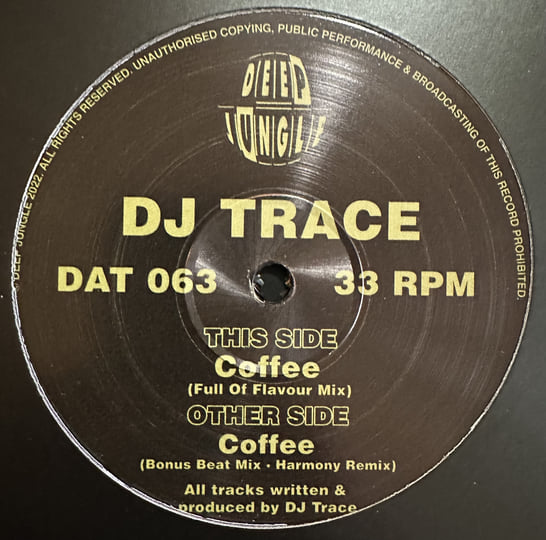 © DEEP JUNGLE 2022. ALL RIGHTS RESERVED. UNAUTHORISED COPYING, PUBLIC PERFORMANCE & BROADCASTING OF THIS RECORD PROHIBITED.
DEEP
JUNGLE
DJ TRACE
DAT 063 33 RPM
THIS SIDE
Coffee
(Full Of Flavour Mix)
OTHER SIDE
Coffee
(Bonus Beat Mix • Harmony Remix)
All tracks written &
produced by DJ Trace